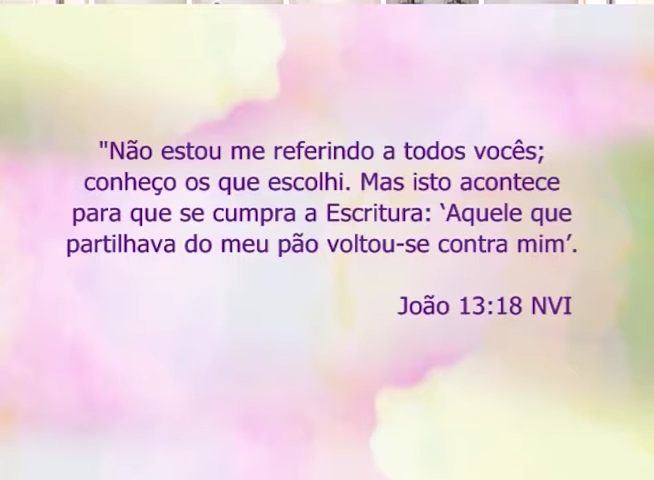 "Não estou me referindo a todos vocês;
conheço os que escolhi. Mas isto acontece
para que se cumpra a Escritura: ‘Aquele que
partilhava do meu pão voltou-se contra mim’.
João 13:18 NVI